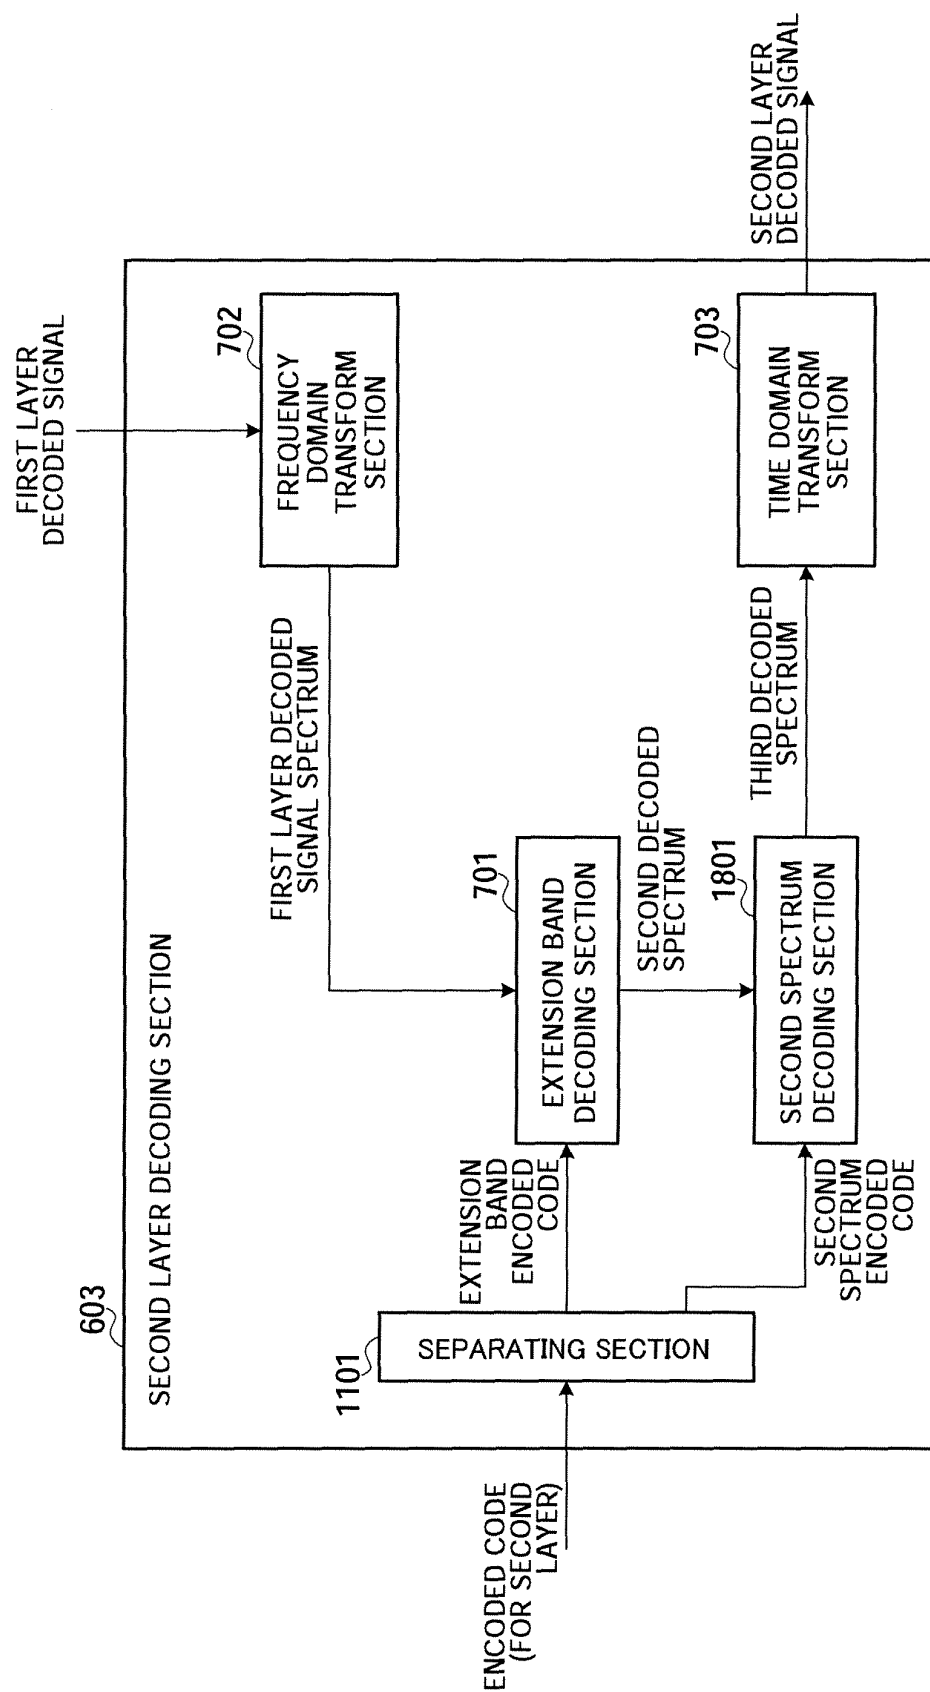 FIRST LAYER
DECODED SIGNAL
603
SECOND LAYER DECODING SECTION
702
FREQUENCY
DOMAIN
TRANSFORM
SECTION
FIRST LAYER DECODED
SIGNAL SPECTRUM
1101
SEPARATING SECTION
ENCODED CODE
(FOR SECOND
LAYER)
EXTENSION
BAND
ENCODED
CODE
701
EXTENSION BAND
DECODING SECTION
SECOND DECODED
SPECTRUM
SECOND
SPECTRUM
ENCODED
CODE
1801
SECOND SPECTRUM
DECODING SECTION
THIRD DECODED
SPECTRUM
703
TIME DOMAIN
TRANSFORM
SECTION
SECOND LAYER
DECODED SIGNAL